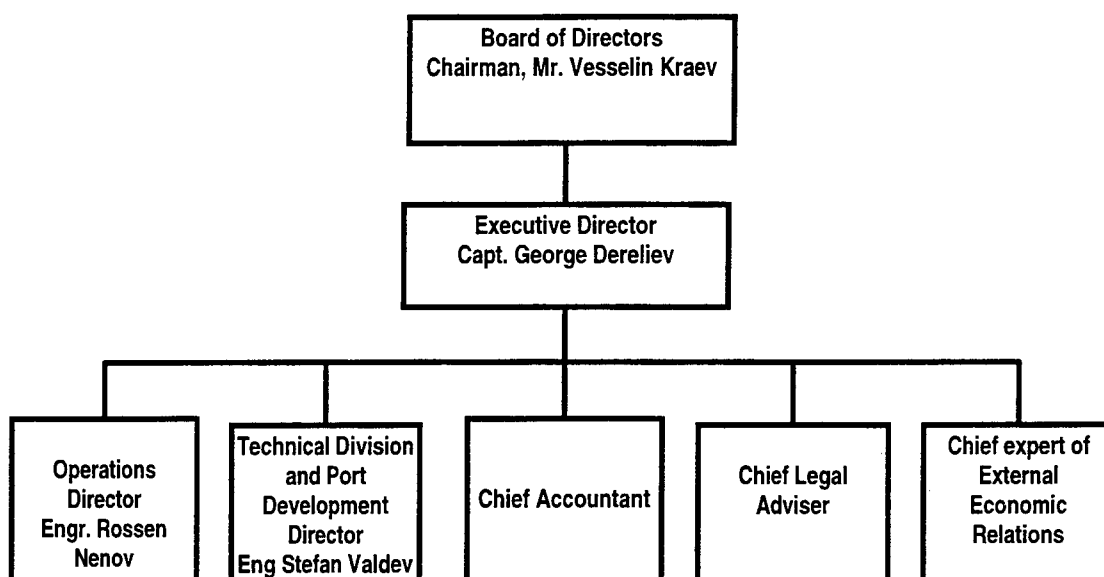 Board of Directors
Chairman, Mr. Vesselin Kraev
Executive Director
Capt. George Dereliev
Operations
Director
Engr. Rossen
Nenov
Technical Division
and Port
Development
Director
Eng Stefan Valdev
Chief Accountant
Chief Legal
Adviser
Chief expert of
External
Economic
Relations